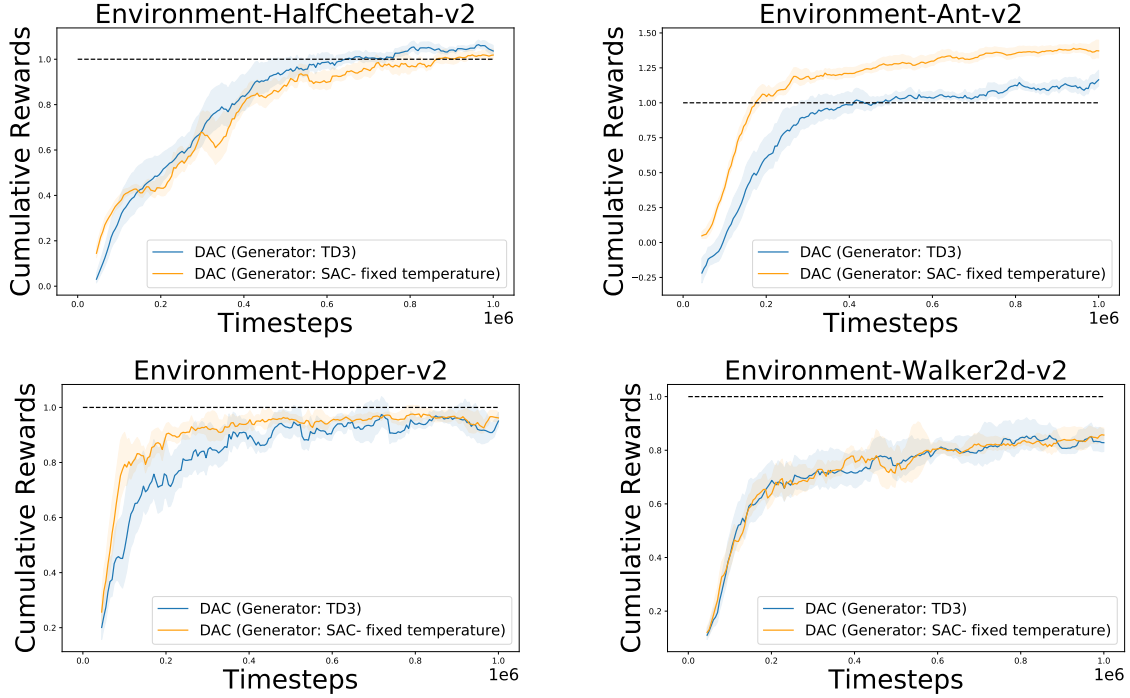 Environment-HalfCheetah-v2
Cumulative Rewards
1.0
0.8
0.6
0.4
0.2
0.0
DAC (Generator: TD3)
DAC (Generator: SAC- fixed temperature)
0.0 0.2 0.4 0.6 0.8 1.0
Timesteps
1e6
Environment-Ant-v2
Cumulative Rewards
1.50
1.25
1.00
0.75
0.50
0.25
0.00
−0.25
DAC (Generator: TD3)
DAC (Generator: SAC- fixed temperature)
0.0 0.2 0.4 0.6 0.8 1.0
Timesteps
1e6
Environment-Hopper-v2
Cumulative Rewards
1.0
0.8
0.6
0.4
0.2
DAC (Generator: TD3)
DAC (Generator: SAC- fixed temperature)
0.0 0.2 0.4 0.6 0.8 1.0
Timesteps
1e6
Environment-Walker2d-v2
Cumulative Rewards
1.0
0.8
0.6
0.4
0.2
DAC (Generator: TD3)
DAC (Generator: SAC- fixed temperature)
0.0 0.2 0.4 0.6 0.8 1.0
Timesteps
1e6